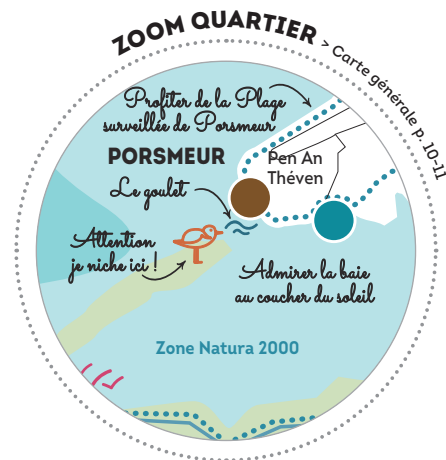 ZOOM QUARTIER
> Carte générale p. 10-11
Profiter de la Plage
surveillée de Porsmeur
PORSMEUR
Pen An
Théven
Le goulet
Attention
je niche ici !
Admirer la baie
au coucher du soleil
Zone Natura 2000